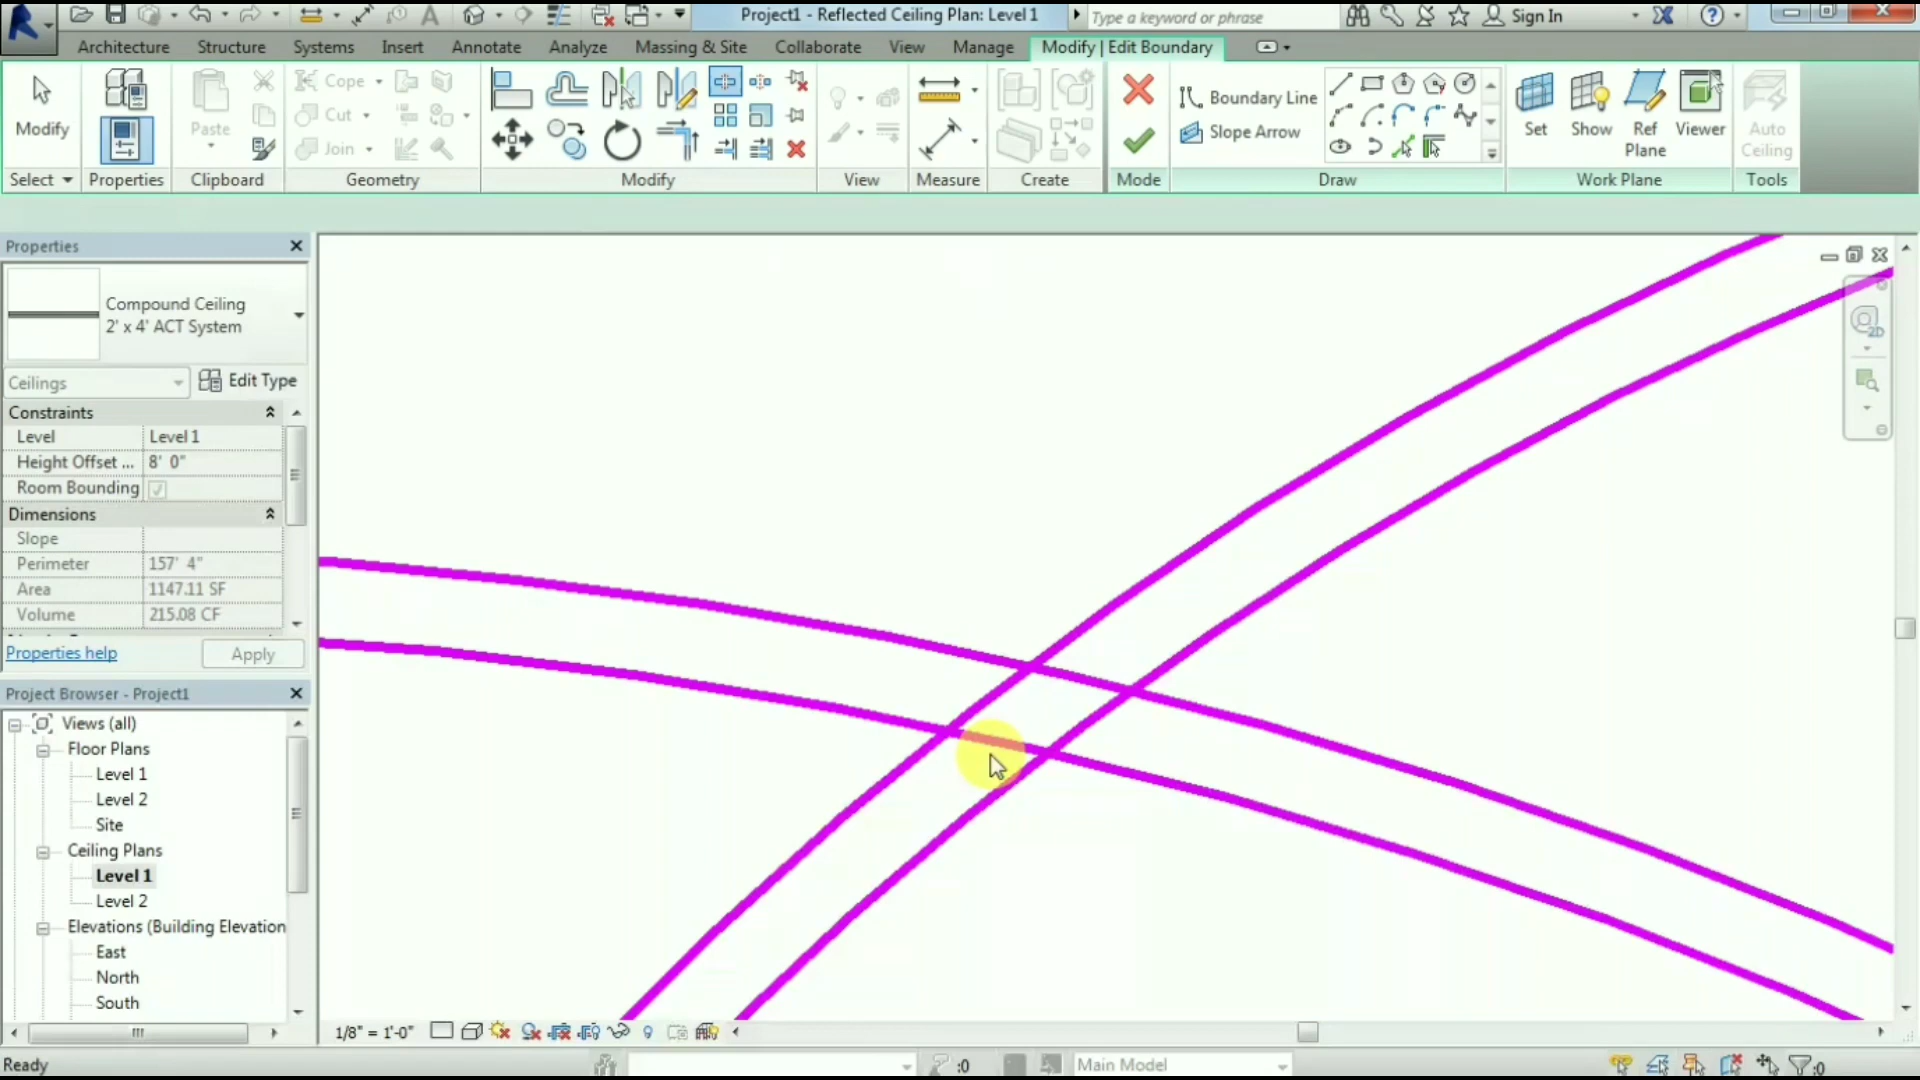 Project1 - Reflected Ceiling Plan: Level 1
Type a keyword or phrase
Sign In
Architecture Structure Systems Insert Annotate Analyze Massing & Site Collaborate View Manage Modify | Edit Boundary
Modify
Paste
Cope
Cut
Join
Boundary Line
Slope Arrow
Set Show Ref Plane Viewer
Auto Ceiling
Select Properties Clipboard Geometry Modify View Measure Create Mode Draw Work Plane Tools
Properties
Compound Ceiling
2' x 4' ACT System
Ceilings
Edit Type
Constraints
Level Level 1
Height Offset ... 8' 0"
Room Bounding
Dimensions
Slope
Perimeter 157' 4"
Area 1147.11 SF
Volume 215.08 CF
Properties help
Apply
Project Browser - Project1
Views (all)
Floor Plans
Level 1
Level 2
Site
Ceiling Plans
Level 1
Level 2
Elevations (Building Elevation
East
North
South
2D
1/8" = 1'-0"
Ready
:0
Main Model
:0